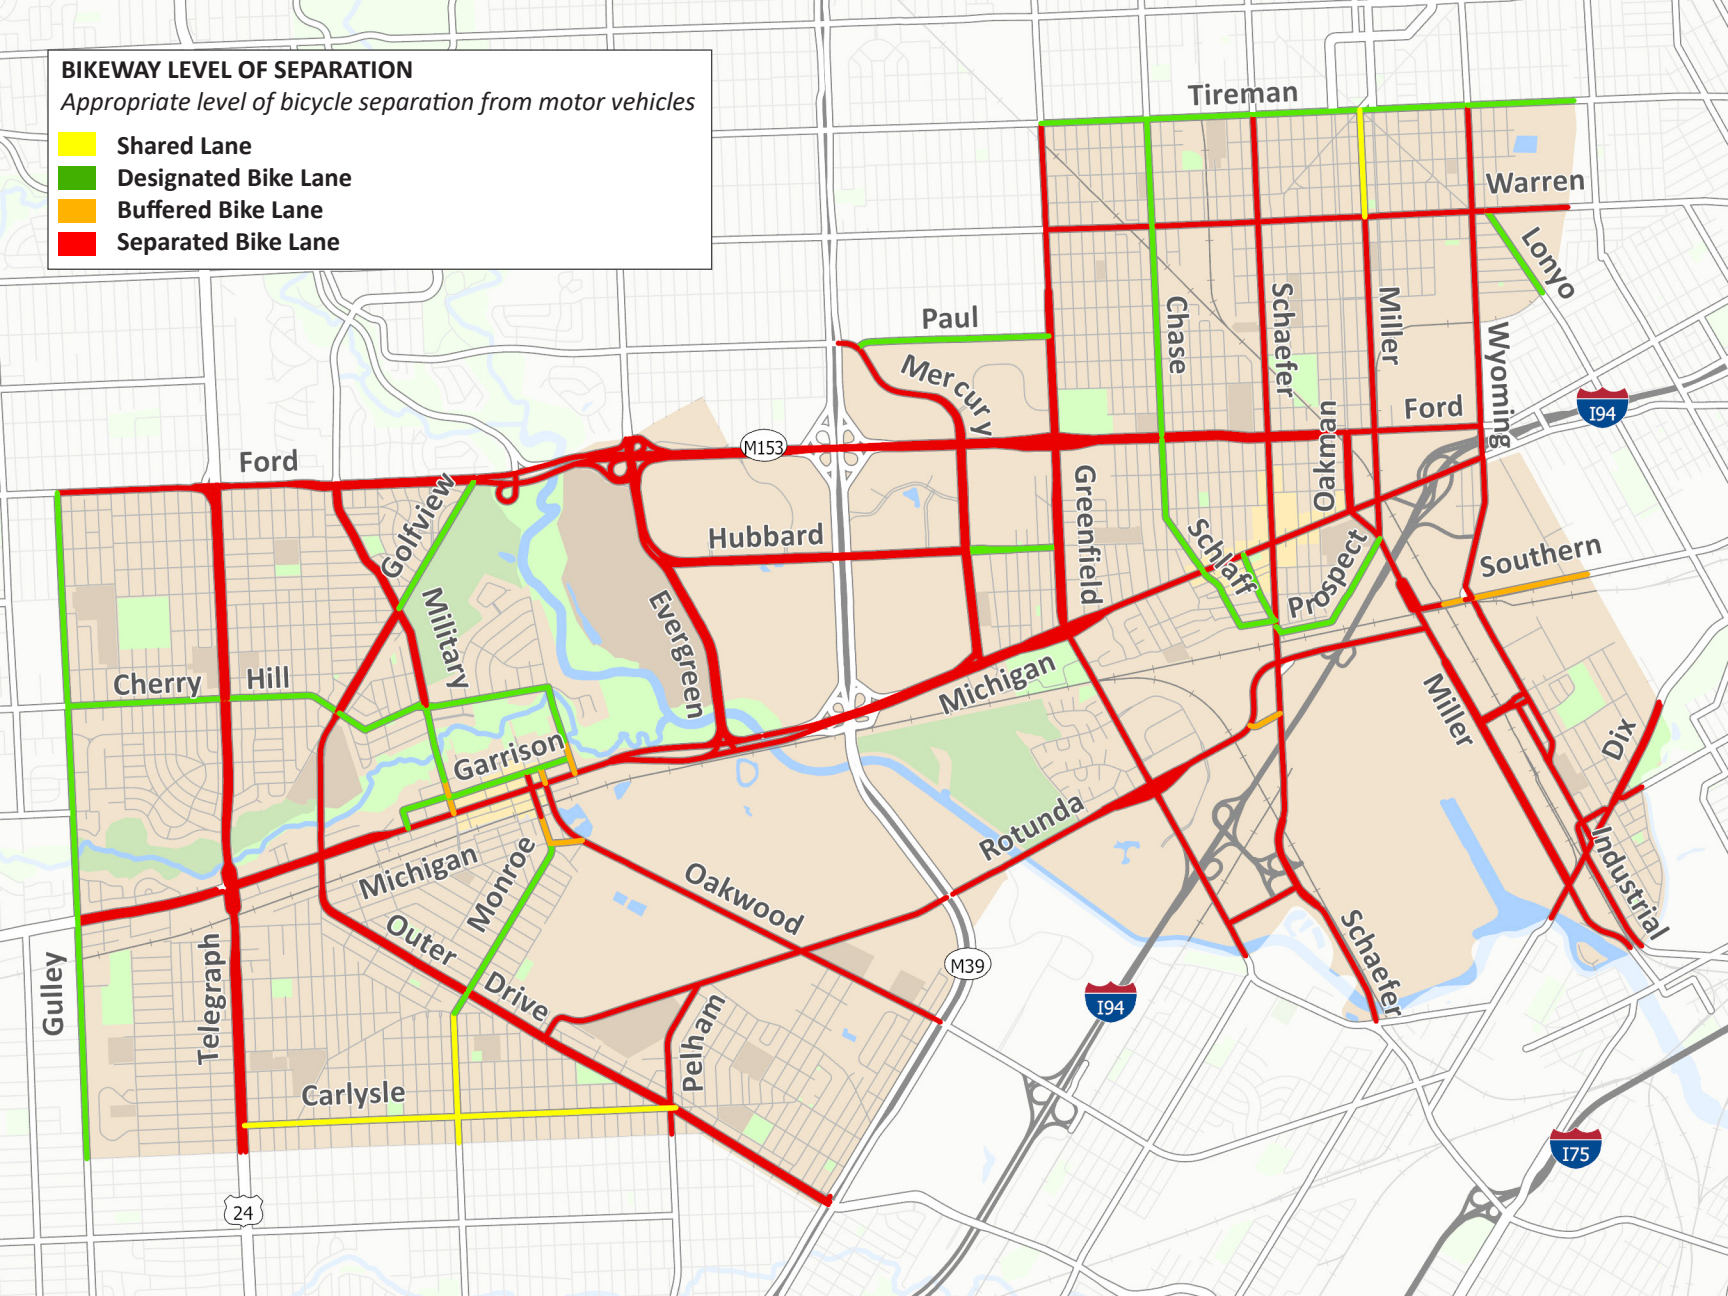 BIKEWAY LEVEL OF SEPARATION
Appropriate level of bicycle separation from motor vehicles
Shared Lane
Designated Bike Lane
Buffered Bike Lane
Separated Bike Lane
Tireman
Warren
Lonyo
Paul
Chase
Schaefer
Miller
Wyoming
Mercury
Ford
I94
Oakman
M153
Ford
Golfview
Greenfield
Hubbard
Schlaff
Prospect
Southern
Military
Evergreen
Cherry Hill
Michigan
Miller
Dix
Garrison
Rotunda
Industrial
Michigan
Monroe
Oakwood
Outer Drive
Schaefer
Telegraph
Gulley
M39
I94
Pelham
Carlysle
I75
24